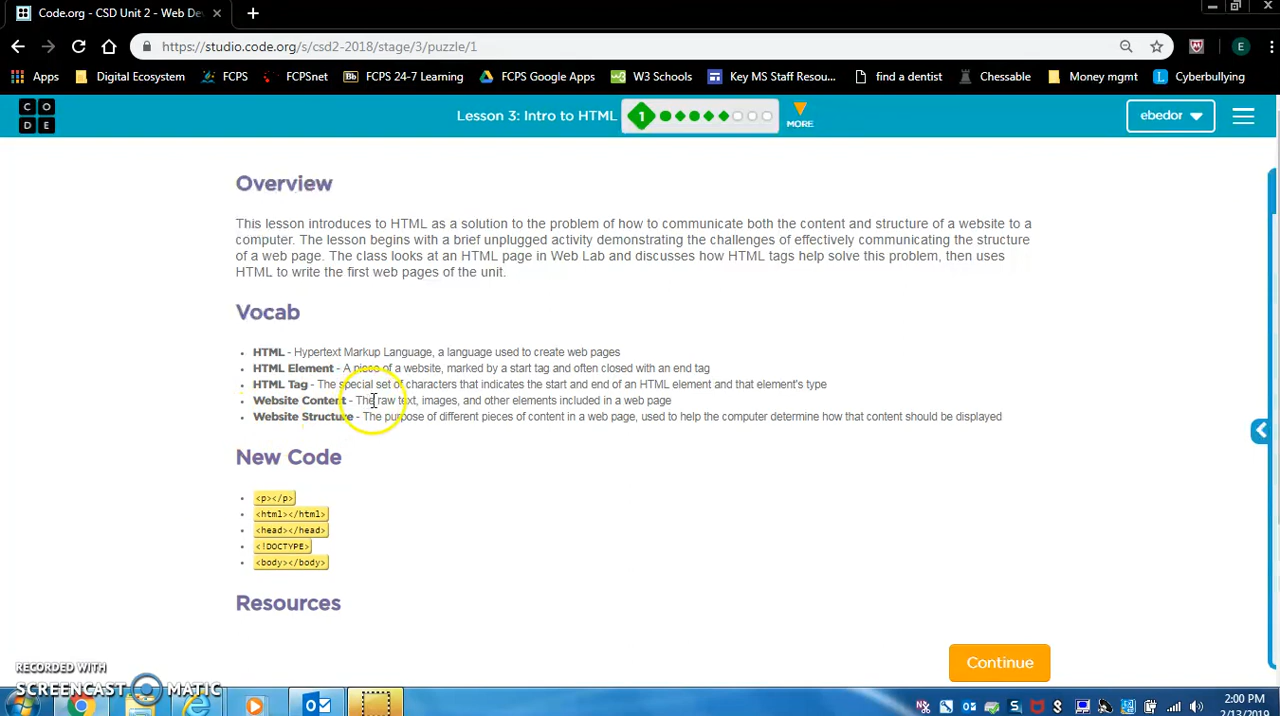 Code.org - CSD Unit 2 - Web De
https://studio.code.org/s/csd2-2018/stage/3/puzzle/1
E
Apps Digital Ecosystem FCPS FCPSnet Bb FCPS 24-7 Learning FCPS Google Apps W3 Schools Key MS Staff Resou... find a dentist Chessable Money mgmt L Cyberbullying
C O D E
Lesson 3: Intro to HTML 1 MORE ebedor
Overview
This lesson introduces to HTML as a solution to the problem of how to communicate both the content and structure of a website to a
computer. The lesson begins with a brief unplugged activity demonstrating the challenges of effectively communicating the structure
of a web page. The class looks at an HTML page in Web Lab and discusses how HTML tags help solve this problem, then uses
HTML to write the first web pages of the unit.
Vocab
• HTML - Hypertext Markup Language, a language used to create web pages
• HTML Element - A piece of a website, marked by a start tag and often closed with an end tag
• HTML Tag - The special set of characters that indicates the start and end of an HTML element and that element's type
• Website Content - The raw text, images, and other elements included in a web page
• Website Structure - The purpose of different pieces of content in a web page, used to help the computer determine how that content should be displayed
New Code
• <p></p>
• <html></html>
• <head></head>
• <!DOCTYPE>
• <body></body>
Resources
Continue
RECORDED WITH
SCREENCAST MATIC
2:00 PM
2/13/2019